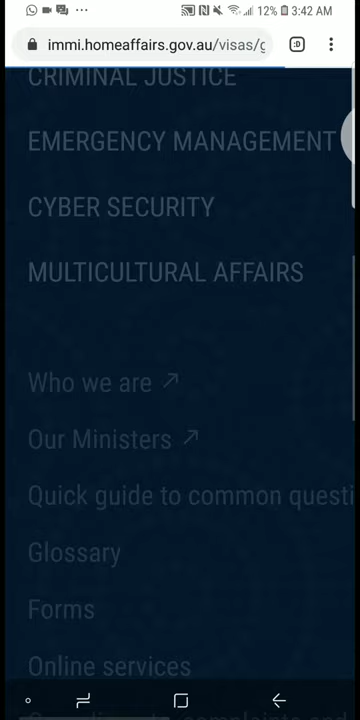 12% 3:42 AM
immi.homeaffairs.gov.au/visas/g
:D
CRIMINAL JUSTICE
EMERGENCY MANAGEMENT
CYBER SECURITY
MULTICULTURAL AFFAIRS
Who we are ↗
Our Ministers ↗
Quick guide to common questi
Glossary
Forms
Online services